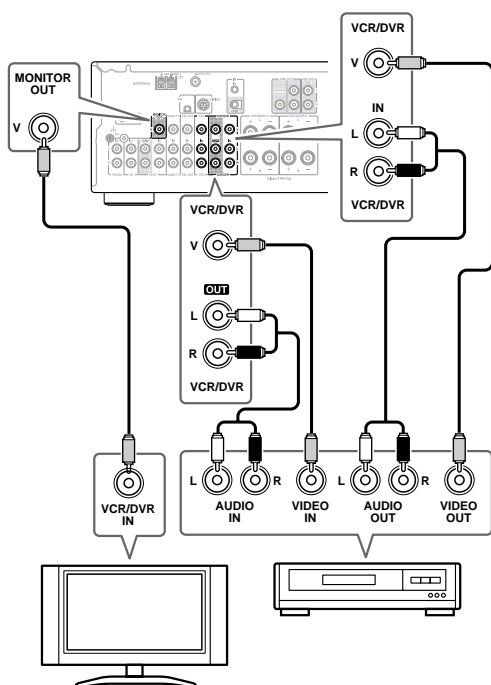 VCR/DVR
V
IN
L
R
VCR/DVR
MONITOR
OUT
V
VCR/DVR
V
OUT
L
R
VCR/DVR
VCR/DVR
IN
L
R
AUDIO
IN
VIDEO
IN
L
R
AUDIO
OUT
VIDEO
OUT